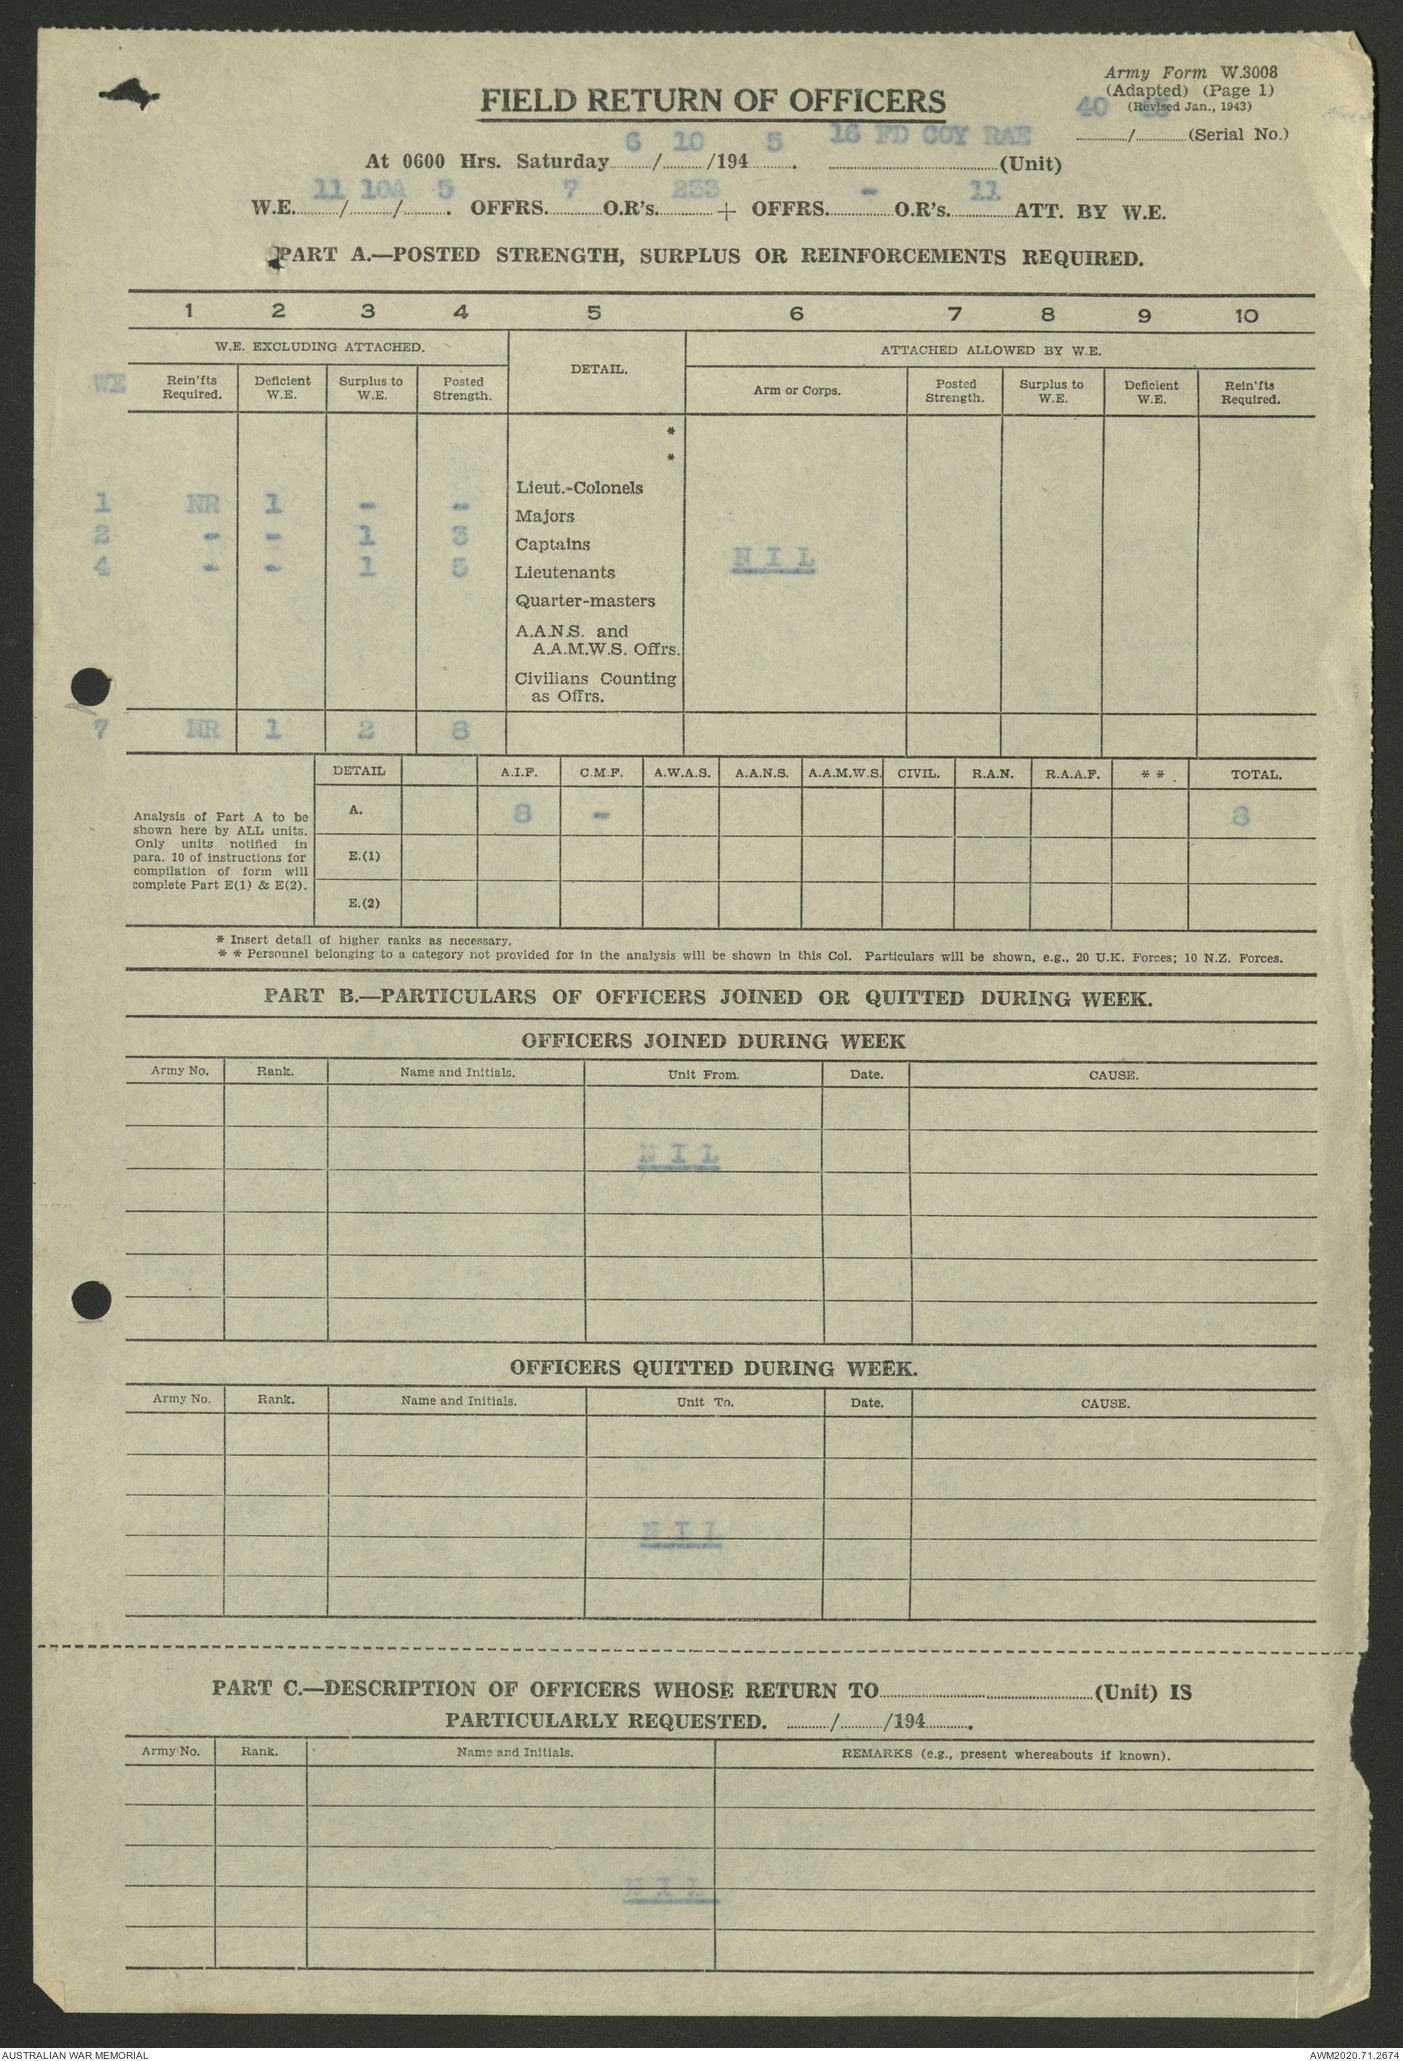 Army Form W.3008
(Adapted) (Page 1)
(Revised Jan., 1943)
FIELD RETURN OF OFFICERS
40 /        (Serial No.)
At 0600 Hrs. Saturday 6 / 10 /194 5 . 16 FD COY RAE (Unit)
W.E. 11 / 10A / 5 . OFFRS. 7 O.R's. 233 + OFFRS. - O.R's. 11 ATT. BY W.E.
PART A.—POSTED STRENGTH, SURPLUS OR REINFORCEMENTS REQUIRED.
1 2 3 4 5 6 7 8 9 10
W.E. EXCLUDING ATTACHED. DETAIL. ATTACHED ALLOWED BY W.E.
WE Rein'fts Required. Deficient W.E. Surplus to W.E. Posted Strength. Arm or Corps. Posted Strength. Surplus to W.E. Deficient W.E. Rein'fts Required.
*
*
Lieut.-Colonels
1 NR 1 - - Majors
2 - - 1 3 Captains
4 - - 1 5 Lieutenants N I L
Quarter-masters
A.A.N.S. and
A.A.M.W.S. Offrs.
Civilians Counting
as Offrs.
7 NR 1 2 8
DETAIL A.I.F. C.M.F. A.W.A.S. A.A.N.S. A.A.M.W.S. CIVIL. R.A.N. R.A.A.F. * * . TOTAL.
Analysis of Part A to be
shown here by ALL units.
Only units notified in
para. 10 of instructions for
compilation of form will
complete Part E(1) & E(2).
A. 8 - 8
E.(1)
E.(2)
* Insert detail of higher ranks as necessary.
* * Personnel belonging to a category not provided for in the analysis will be shown in this Col. Particulars will be shown, e.g., 20 U.K. Forces; 10 N.Z. Forces.
PART B.—PARTICULARS OF OFFICERS JOINED OR QUITTED DURING WEEK.
OFFICERS JOINED DURING WEEK
Army No. Rank. Name and Initials. Unit From. Date. CAUSE.
N I L
OFFICERS QUITTED DURING WEEK.
Army No. Rank. Name and Initials. Unit To. Date. CAUSE.
N I L
PART C.—DESCRIPTION OF OFFICERS WHOSE RETURN TO (Unit) IS
PARTICULARLY REQUESTED. / /194 .
Army No. Rank. Name and Initials. REMARKS (e.g., present whereabouts if known).
N I L
AUSTRALIAN WAR MEMORIAL
AWM2020.71.2674